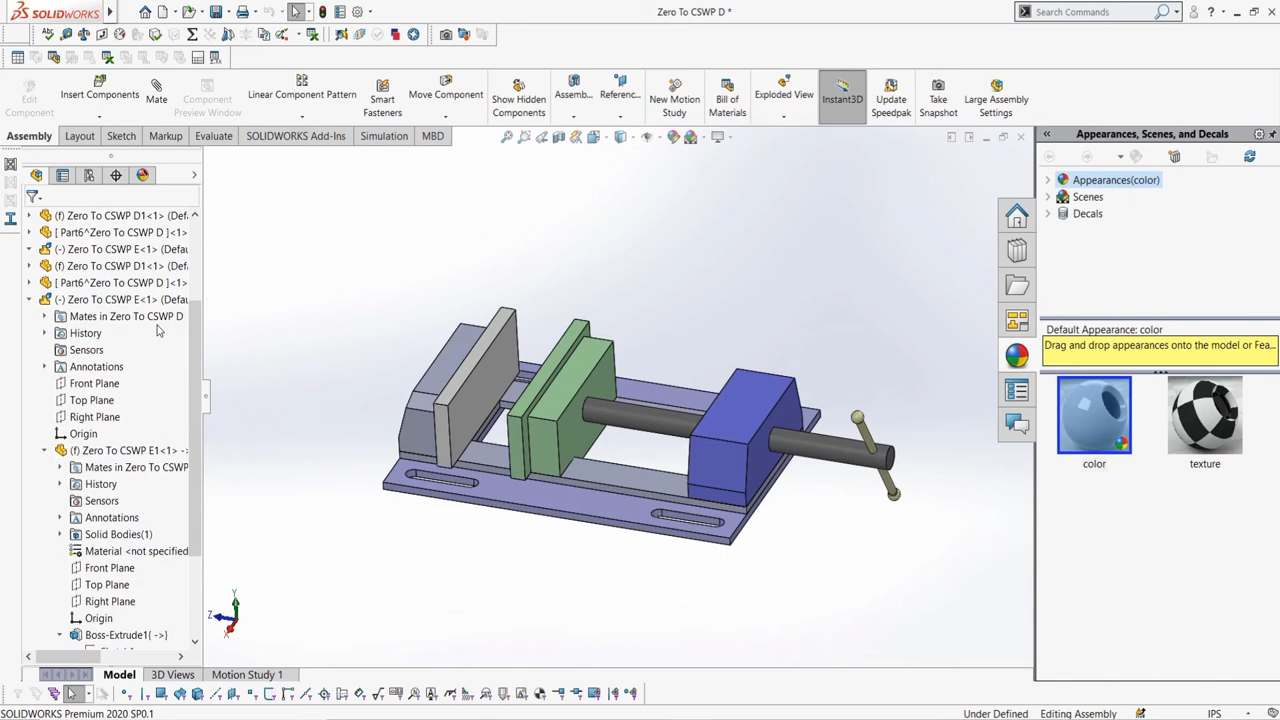 SOLIDWORKS
Zero To CSWP D *
Search Commands
Edit Component
Insert Components
Mate
Component Preview Window
Linear Component Pattern
Smart Fasteners
Move Component
Show Hidden Components
Assemb...
Referenc...
New Motion Study
Bill of Materials
Exploded View
Instant3D
Update Speedpak
Take Snapshot
Large Assembly Settings
Assembly
Layout
Sketch
Markup
Evaluate
SOLIDWORKS Add-Ins
Simulation
MBD
Appearances, Scenes, and Decals
Appearances(color)
Scenes
Decals
(f) Zero To CSWP D1<1> (Def
[ Part6^Zero To CSWP D ]<1>
(-) Zero To CSWP E<1> (Defau
(f) Zero To CSWP D1<1> (Def
[ Part6^Zero To CSWP D ]<1>
(-) Zero To CSWP E<1> (Defau
Mates in Zero To CSWP D
History
Sensors
Annotations
Front Plane
Top Plane
Right Plane
Origin
(f) Zero To CSWP E1<1> ->
Mates in Zero To CSWP
History
Sensors
Annotations
Solid Bodies(1)
Material <not specified
Front Plane
Top Plane
Right Plane
Origin
Boss-Extrude1{ ->}
Y
Z
X
Default Appearance: color
Drag and drop appearances onto the model or Fea...
color
texture
Model
3D Views
Motion Study 1
SOLIDWORKS Premium 2020 SP0.1
Under Defined
Editing Assembly
IPS